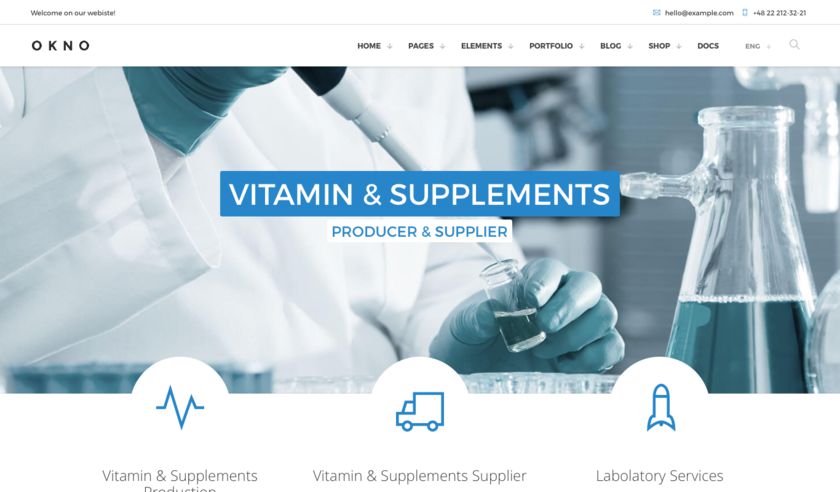 Welcome on our webiste!
hello@example.com
+48 22 212-32-21
OKNO
HOME PAGES ELEMENTS PORTFOLIO BLOG SHOP DOCS ENG
VITAMIN & SUPPLEMENTS
PRODUCER & SUPPLIER
Vitamin & Supplements
Production
Vitamin & Supplements Supplier
Labolatory Services